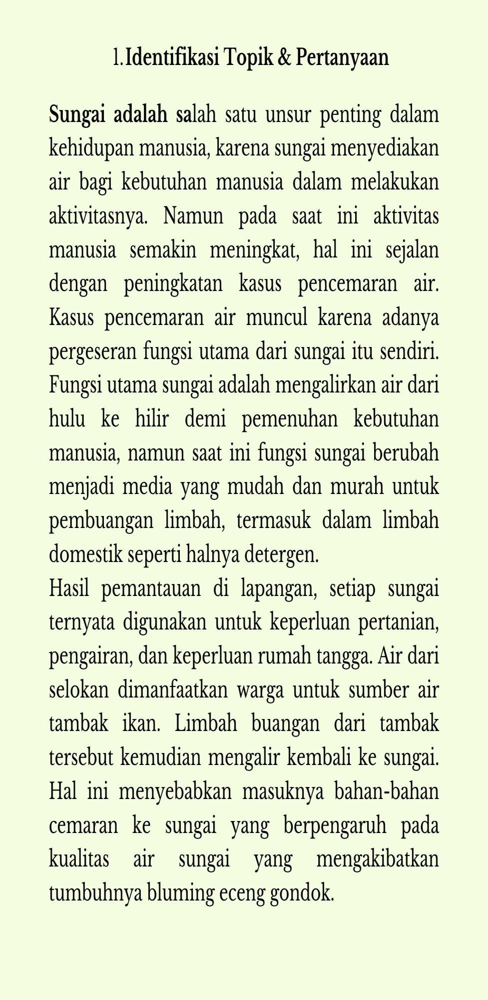 1.Identifikasi Topik & Pertanyaan
Sungai adalah salah satu unsur penting dalam
kehidupan manusia, karena sungai menyediakan
air bagi kebutuhan manusia dalam melakukan
aktivitasnya. Namun pada saat ini aktivitas
manusia semakin meningkat, hal ini sejalan
dengan peningkatan kasus pencemaran air.
Kasus pencemaran air muncul karena adanya
pergeseran fungsi utama dari sungai itu sendiri.
Fungsi utama sungai adalah mengalirkan air dari
hulu ke hilir demi pemenuhan kebutuhan
manusia, namun saat ini fungsi sungai berubah
menjadi media yang mudah dan murah untuk
pembuangan limbah, termasuk dalam limbah
domestik seperti halnya detergen.
Hasil pemantauan di lapangan, setiap sungai
ternyata digunakan untuk keperluan pertanian,
pengairan, dan keperluan rumah tangga. Air dari
selokan dimanfaatkan warga untuk sumber air
tambak ikan. Limbah buangan dari tambak
tersebut kemudian mengalir kembali ke sungai.
Hal ini menyebabkan masuknya bahan-bahan
cemaran ke sungai yang berpengaruh pada
kualitas air sungai yang mengakibatkan
tumbuhnya bluming eceng gondok.